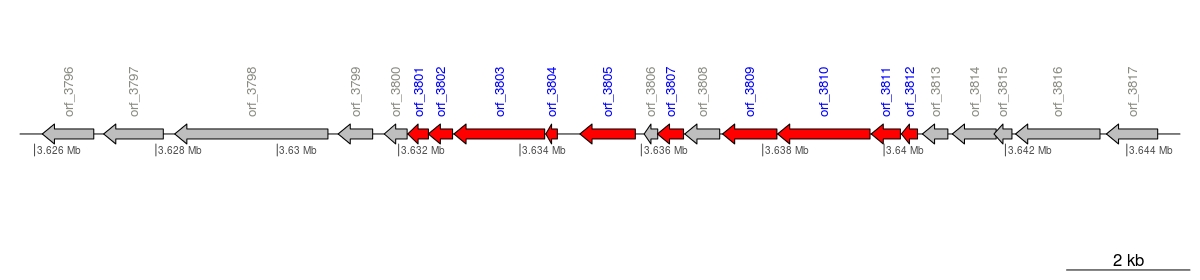 orf_3796
orf_3797
orf_3798
orf_3799
orf_3800
orf_3801
orf_3802
orf_3803
orf_3804
orf_3805
orf_3806
orf_3807
orf_3808
orf_3809
orf_3810
orf_3811
orf_3812
orf_3813
orf_3814
orf_3815
orf_3816
orf_3817
3.626 Mb
3.628 Mb
3.63 Mb
3.632 Mb
3.634 Mb
3.636 Mb
3.638 Mb
3.64 Mb
3.642 Mb
3.644 Mb
2 kb